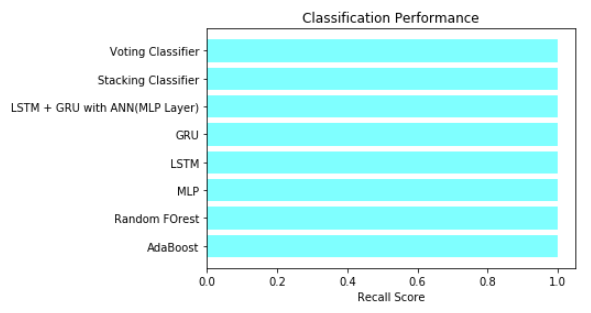 Classification Performance
Voting Classifier
Stacking Classifier
LSTM + GRU with ANN(MLP Layer)
GRU
LSTM
MLP
Random FOrest
AdaBoost
0.0 0.2 0.4 0.6 0.8 1.0
Recall Score